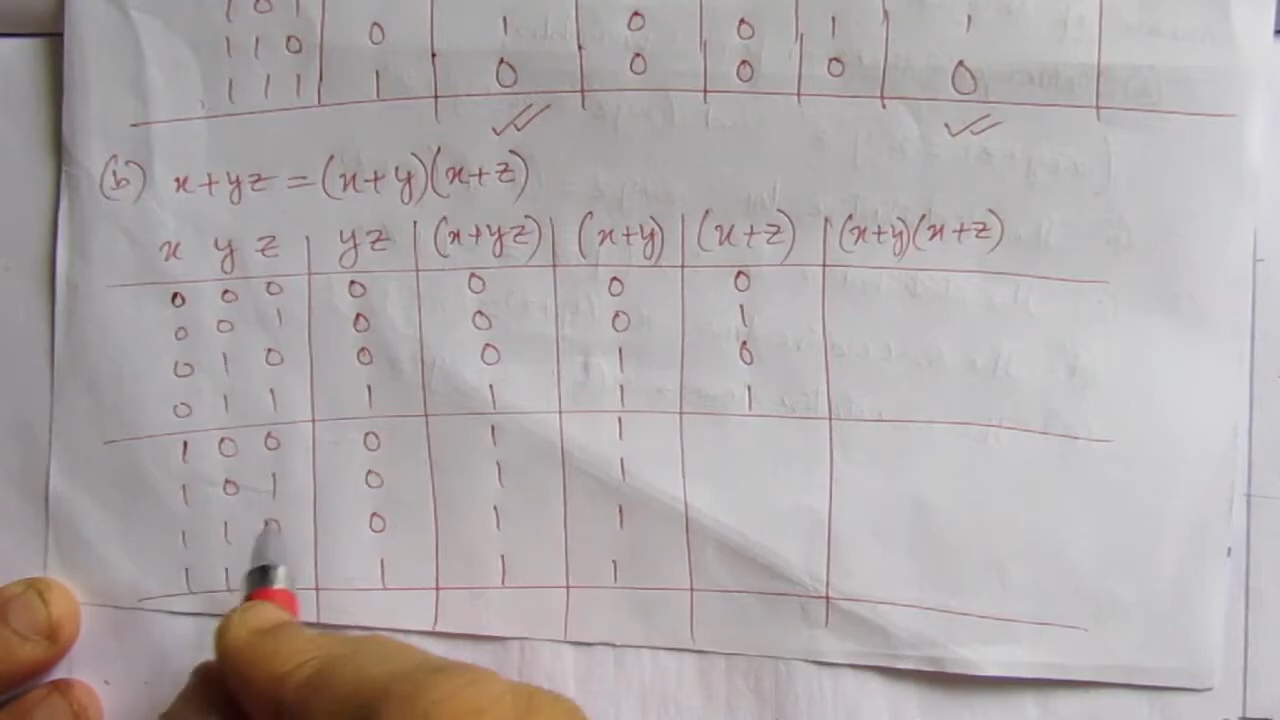 1 0 1
1 1 0 | 0 | 1 | 0 | 0 | 1 | 1
1 1 1 | 1 | 0 | 0 | 0 | 0 | 0
(b) x+yz = (x+y)(x+z)
x y z | yz | (x+yz) | (x+y) | (x+z) | (x+y)(x+z)
0 0 0 | 0 | 0 | 0 | 0
0 0 1 | 0 | 0 | 0 | 1
0 1 0 | 0 | 0 | 1 | 0
0 1 1 | 1 | 1 | 1 | 1
1 0 0 | 0 | 1 | 1
1 0 1 | 0 | 1 | 1
1 1 0 | 0 | 1 | 1
1 1 | 1 | 1 | 1